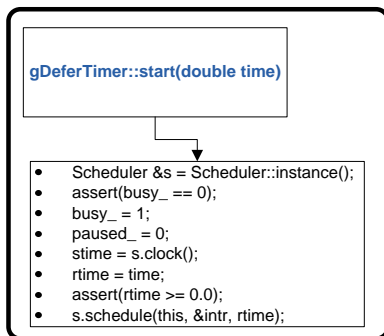 gDeferTimer::start(double time)
• Scheduler &s = Scheduler::instance();
• assert(busy_ == 0);
• busy_ = 1;
• paused_ = 0;
• stime = s.clock();
• rtime = time;
• assert(rtime >= 0.0);
• s.schedule(this, &intr, rtime);